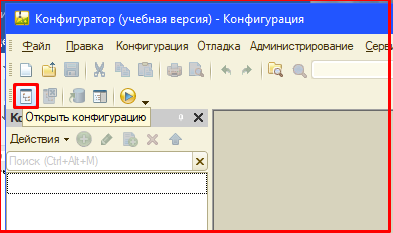 Конфигуратор (учебная версия) - Конфигурация
Файл Правка Конфигурация Отладка Администрирование
Открыть конфигурацию
Действия
Поиск (Ctrl+Alt+M)